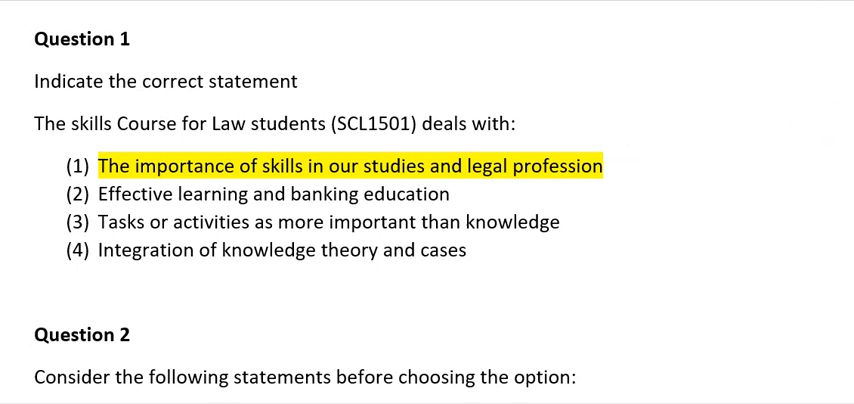 Question 1
Indicate the correct statement
The skills Course for Law students (SCL1501) deals with:
(1) The importance of skills in our studies and legal profession
(2) Effective learning and banking education
(3) Tasks or activities as more important than knowledge
(4) Integration of knowledge theory and cases
Question 2
Consider the following statements before choosing the option: